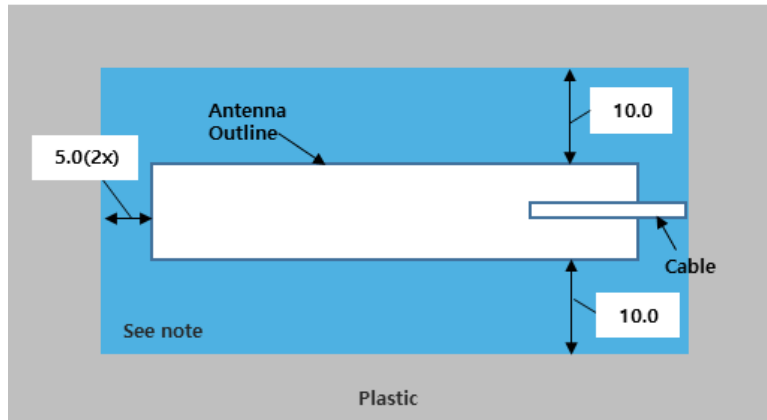 Antenna
Outline
10.0
5.0(2x)
Cable
10.0
See note
Plastic